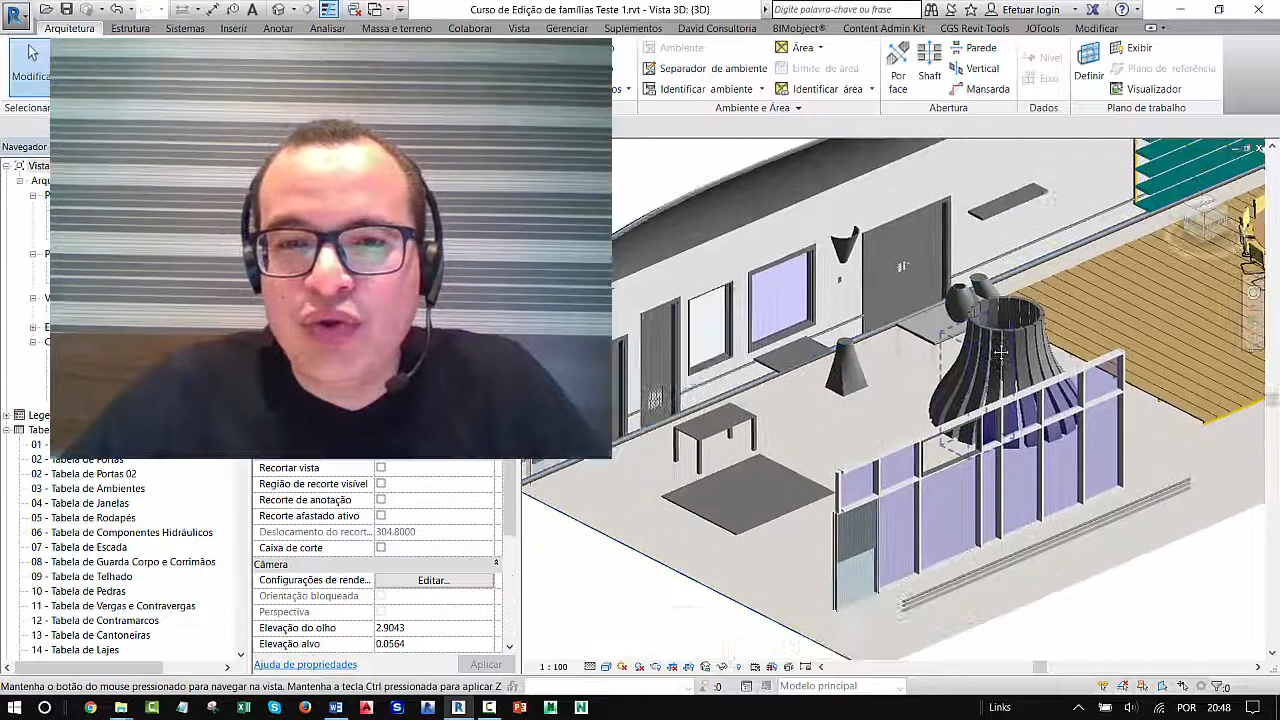 Curso de Edição de famílias Teste 1.rvt - Vista 3D: {3D}
Digite palavra-chave ou frase
Efetuar login
Arquitetura Estrutura Sistemas Inserir Anotar Analisar Massa e terreno Colaborar Vista Gerenciar Suplementos David Consultoria BIMobject® Content Admin Kit CGS Revit Tools JOTools Modificar
Modifica
Ambiente
Separador de ambiente
Identificar ambiente
Área
Limite de área
Identificar área
Por face
Shaft
Parede
Vertical
Mansarda
Nível
Eixo
Definir
Exibir
Plano de referência
Visualizador
Selecionar
Ambiente e Área
Abertura
Dados
Plano de trabalho
Navegador
Vista
Arqu
Lege
Tabe
01 -
02 - Tabela de Portas
02 - Tabela de Portas 02
03 - Tabela de Ambientes
04 - Tabela de Janelas
05 - Tabela de Rodapés
06 - Tabela de Componentes Hidráulicos
07 - Tabela de Escada
08 - Tabela de Guarda Corpo e Corrimãos
09 - Tabela de Telhado
10 - Tabela de Pedras
11 - Tabela de Vergas e Contravergas
12 - Tabela de Contramarcos
13 - Tabela de Cantoneiras
14 - Tabela de Lajes
Recortar vista
Região de recorte visível
Recorte de anotação
Recorte afastado ativo
Deslocamento do recort... 304.8000
Caixa de corte
Câmera
Configurações de rende... Editar...
Orientação bloqueada
Perspectiva
Elevação do olho 2.9043
Elevação alvo 0.0564
Ajuda de propriedades Aplicar
1 : 100
Mantenha o botão do mouse pressionado para navegar na vista. Mantenha a tecla Ctrl pressionada para aplicar Z
:0
Modelo principal
:0
Links
POR 20:48